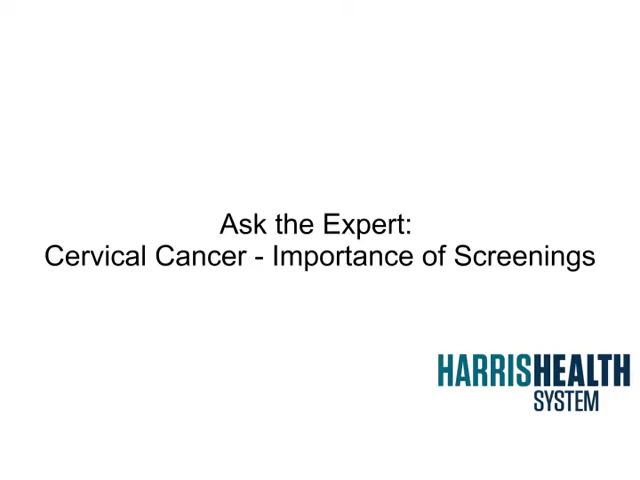 Ask the Expert:
Cervical Cancer - Importance of Screenings
HARRISHEALTH
SYSTEM